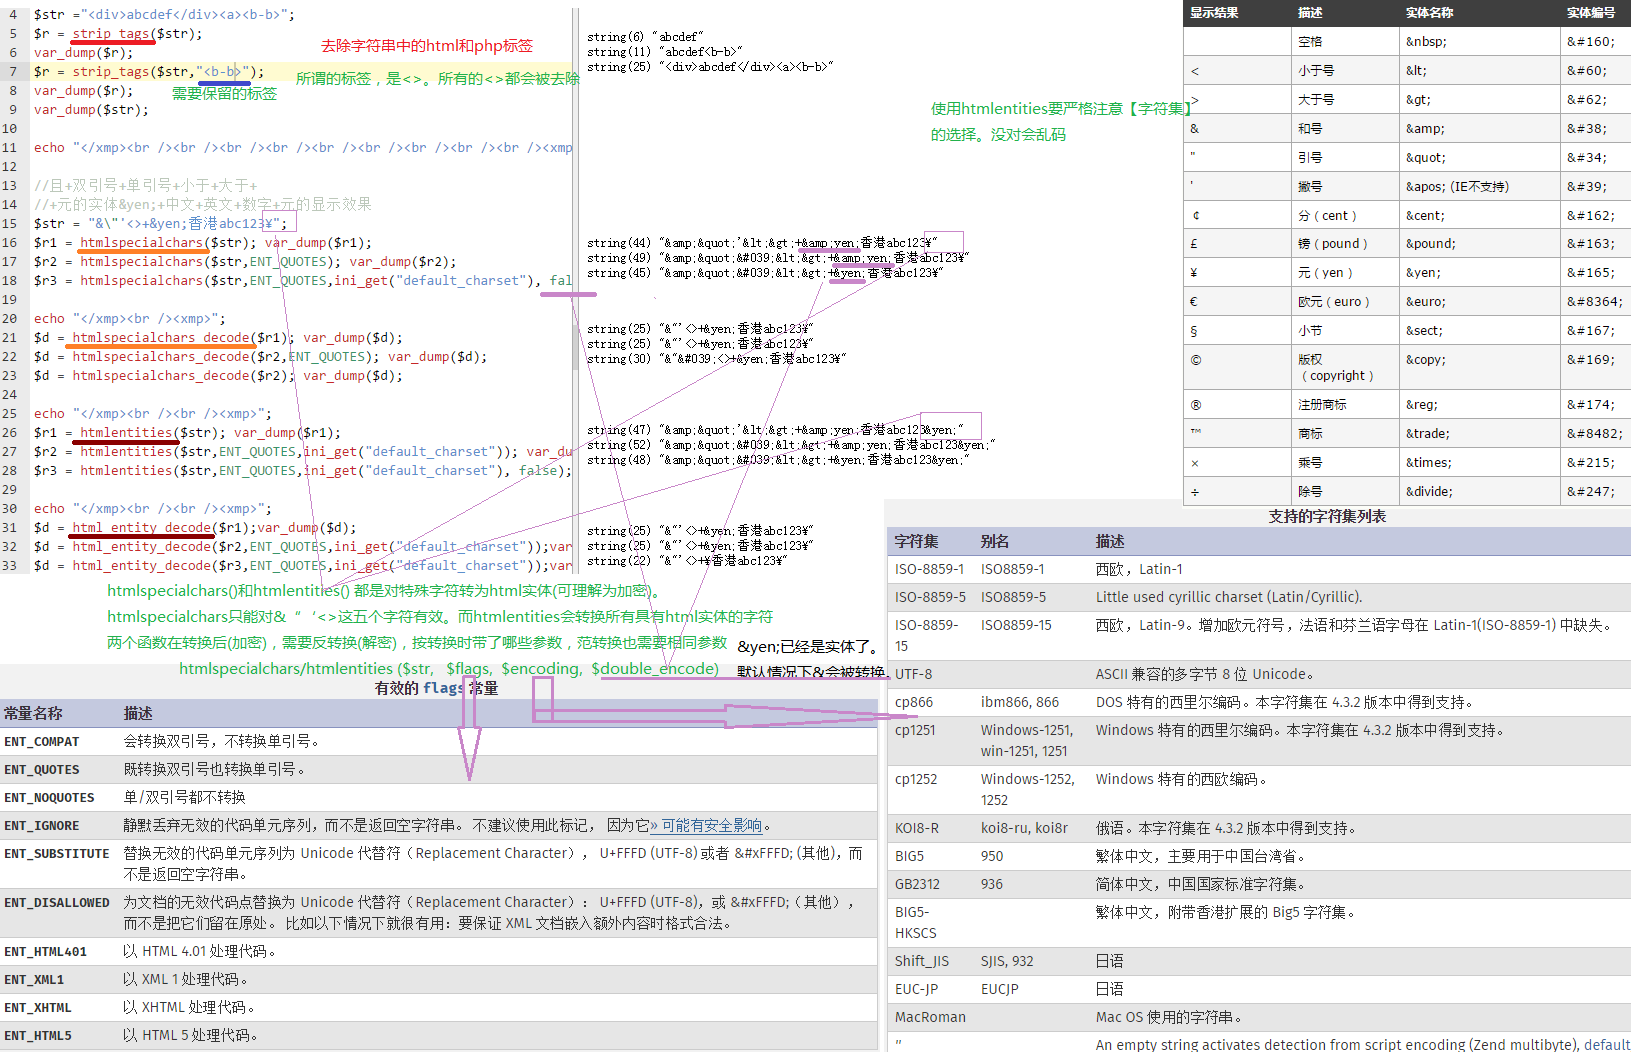 4 $str ="<div>abcdef</div><a><b-b>";
5 $r = strip_tags($str);
6 var_dump($r);
7 $r = strip_tags($str,"<b-b>");
8 var_dump($r);
9 var_dump($str);
10
11 echo "</xmp><br /><br /><br /><br /><br /><br /><br /><br /><br /><xmp
12
13 //且+双引号+单引号+小于+大于+
14 //+元的实体&yen;+中文+英文+数字+元的显示效果
15 $str = "&\"'<>+&yen;香港abc123¥";
16 $r1 = htmlspecialchars($str); var_dump($r1);
17 $r2 = htmlspecialchars($str,ENT_QUOTES); var_dump($r2);
18 $r3 = htmlspecialchars($str,ENT_QUOTES,ini_get("default_charset"), fal
19
20 echo "</xmp><br /><xmp>";
21 $d = htmlspecialchars_decode($r1); var_dump($d);
22 $d = htmlspecialchars_decode($r2,ENT_QUOTES); var_dump($d);
23 $d = htmlspecialchars_decode($r2); var_dump($d);
24
25 echo "</xmp><br /><br /><xmp>";
26 $r1 = htmlentities($str); var_dump($r1);
27 $r2 = htmlentities($str,ENT_QUOTES,ini_get("default_charset")); var_du
28 $r3 = htmlentities($str,ENT_QUOTES,ini_get("default_charset"), false);
29
30 echo "</xmp><br /><br /><xmp>";
31 $d = html_entity_decode($r1);var_dump($d);
32 $d = html_entity_decode($r2,ENT_QUOTES,ini_get("default_charset"));var
33 $d = html_entity_decode($r3,ENT_QUOTES,ini_get("default_charset"));var
去除字符串中的html和php标签
所谓的标签，是<>。所有的<>都会被去除
需要保留的标签
string(6) "abcdef"
string(11) "abcdef<b-b>"
string(25) "<div>abcdef</div><a><b-b>"
使用htmlentities要严格注意【字符集】
的选择。没对会乱码
string(44) "&amp;&quot;'&lt;&gt;+&amp;yen;香港abc123¥"
string(49) "&amp;&quot;&#039;&lt;&gt;+&amp;yen;香港abc123¥"
string(45) "&amp;&quot;&#039;&lt;&gt;+&yen;香港abc123¥"
string(25) "&"'<>+&yen;香港abc123¥"
string(25) "&"'<>+&yen;香港abc123¥"
string(30) "&"&#039;<>+&yen;香港abc123¥"
string(47) "&amp;&quot;'&lt;&gt;+&amp;yen;香港abc123&yen;"
string(52) "&amp;&quot;&#039;&lt;&gt;+&amp;yen;香港abc123&yen;"
string(48) "&amp;&quot;&#039;&lt;&gt;+&yen;香港abc123&yen;"
string(25) "&"'<>+&yen;香港abc123¥"
string(25) "&"'<>+&yen;香港abc123¥"
string(22) "&"'<>+¥香港abc123¥"
htmlspecialchars()和htmlentities() 都是对特殊字符转为html实体(可理解为加密)。
htmlspecialchars只能对& “ ‘ <>这五个字符有效。而htmlentities会转换所有具有html实体的字符
两个函数在转换后(加密)，需要反转换(解密)，按转换时带了哪些参数，范转换也需要相同参数
htmlspecialchars/htmlentities ($str, $flags, $encoding, $double_encode)
&yen;已经是实体了。
默认情况下&会被转换。
显示结果 描述 实体名称 实体编号
空格 &nbsp; &#160;
< 小于号 &lt; &#60;
> 大于号 &gt; &#62;
& 和号 &amp; &#38;
" 引号 &quot; &#34;
' 撇号 &apos; (IE不支持) &#39;
￠ 分（cent） &cent; &#162;
£ 镑（pound） &pound; &#163;
¥ 元（yen） &yen; &#165;
€ 欧元（euro） &euro; &#8364;
§ 小节 &sect; &#167;
© 版权
（copyright） &copy; &#169;
® 注册商标 &reg; &#174;
™ 商标 &trade; &#8482;
× 乘号 &times; &#215;
÷ 除号 &divide; &#247;
有效的 flags 常量
常量名称 描述
ENT_COMPAT 会转换双引号，不转换单引号。
ENT_QUOTES 既转换双引号也转换单引号。
ENT_NOQUOTES 单/双引号都不转换
ENT_IGNORE 静默丢弃无效的代码单元序列，而不是返回空字符串。 不建议使用此标记， 因为它» 可能有安全影响。
ENT_SUBSTITUTE 替换无效的代码单元序列为 Unicode 代替符（Replacement Character）， U+FFFD (UTF-8) 或者 &#xFFFD; (其他)，而
不是返回空字符串。
ENT_DISALLOWED 为文档的无效代码点替换为 Unicode 代替符（Replacement Character）： U+FFFD (UTF-8)，或 &#xFFFD;（其他），
而不是把它们留在原处。 比如以下情况下就很有用：要保证 XML 文档嵌入额外内容时格式合法。
ENT_HTML401 以 HTML 4.01 处理代码。
ENT_XML1 以 XML 1 处理代码。
ENT_XHTML 以 XHTML 处理代码。
ENT_HTML5 以 HTML 5 处理代码。
支持的字符集列表
字符集 别名 描述
ISO-8859-1 ISO8859-1 西欧，Latin-1
ISO-8859-5 ISO8859-5 Little used cyrillic charset (Latin/Cyrillic).
ISO-8859-
15 ISO8859-15 西欧，Latin-9。增加欧元符号，法语和芬兰语字母在 Latin-1(ISO-8859-1) 中缺失。
UTF-8 ASCII 兼容的多字节 8 位 Unicode。
cp866 ibm866, 866 DOS 特有的西里尔编码。本字符集在 4.3.2 版本中得到支持。
cp1251 Windows-1251,
win-1251, 1251 Windows 特有的西里尔编码。本字符集在 4.3.2 版本中得到支持。
cp1252 Windows-1252,
1252 Windows 特有的西欧编码。
KOI8-R koi8-ru, koi8r 俄语。本字符集在 4.3.2 版本中得到支持。
BIG5 950 繁体中文，主要用于中国台湾省。
GB2312 936 简体中文，中国国家标准字符集。
BIG5-
HKSCS 繁体中文，附带香港扩展的 Big5 字符集。
Shift_JIS SJIS, 932 日语
EUC-JP EUCJP 日语
MacRoman Mac OS 使用的字符串。
'' An empty string activates detection from script encoding (Zend multibyte), default